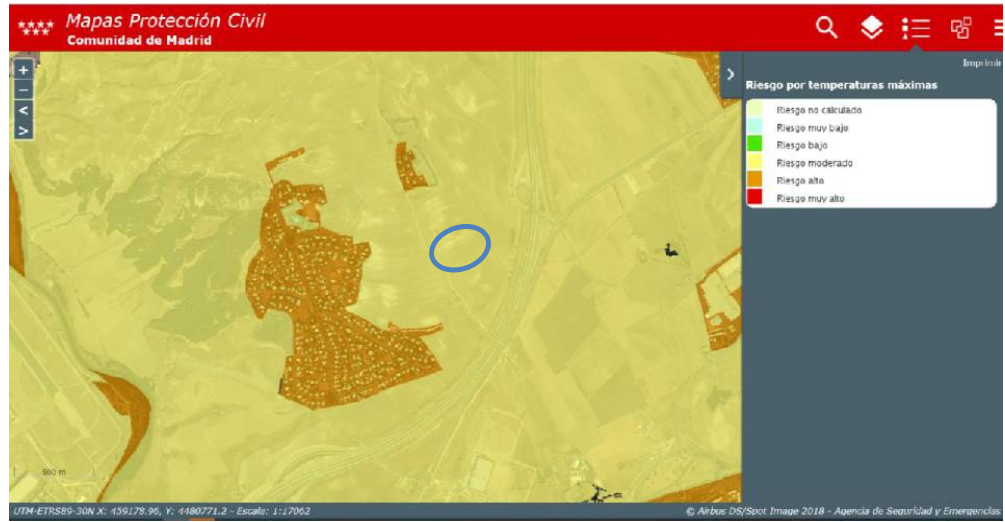 Mapas Protección Civil
Comunidad de Madrid
Imprimir
Riesgo por temperaturas máximas
Riesgo no calculado
Riesgo muy bajo
Riesgo bajo
Riesgo moderado
Riesgo alto
Riesgo muy alto
500 m
UTM-ETRS89-30N X: 459178.96, Y: 4480771.2 - Escala: 1:17062
© Airbus DS/Spot Image 2018 - Agencia de Seguridad y Emergencias